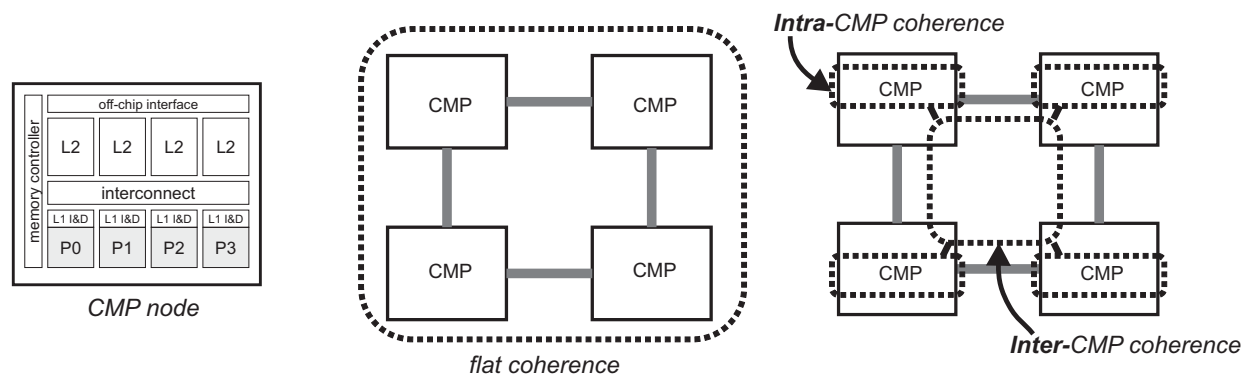 memory controller
off-chip interface
L2 L2 L2 L2
interconnect
L1 I&D L1 I&D L1 I&D L1 I&D
P0 P1 P2 P3
CMP node
CMP CMP
CMP CMP
flat coherence
Intra-CMP coherence
CMP CMP
CMP CMP
Inter-CMP coherence